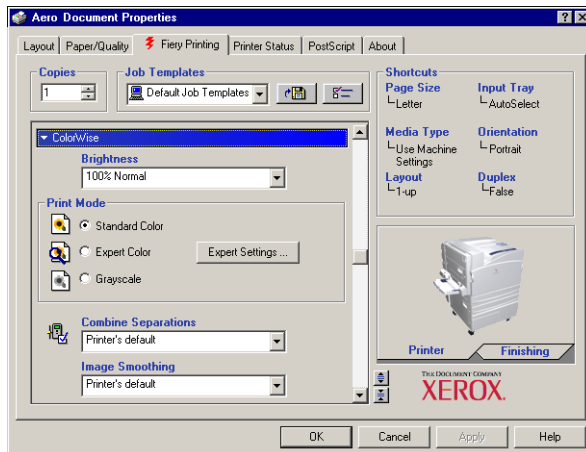 Aero Document Properties
Layout
Paper/Quality
Fiery Printing
Printer Status
PostScript
About
Copies
1
Job Templates
Default Job Templates
ColorWise
Brightness
100% Normal
Print Mode
Standard Color
Expert Color
Expert Settings ...
Grayscale
Combine Separations
Printer's default
Image Smoothing
Printer's default
Shortcuts
Page Size
Letter
Input Tray
AutoSelect
Media Type
Use Machine
Settings
Orientation
Portrait
Layout
1-up
Duplex
False
Printer
Finishing
THE DOCUMENT COMPANY
XEROX.
OK
Cancel
Apply
Help